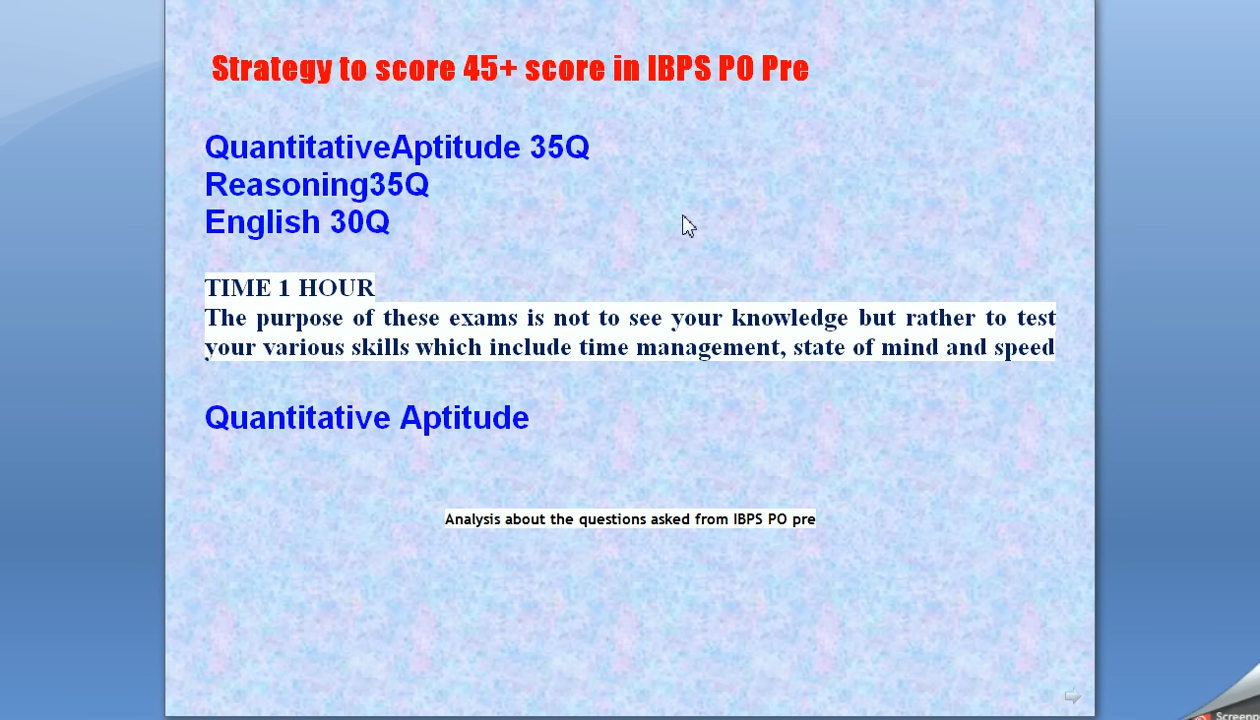 Strategy to score 45+ score in IBPS PO Pre
QuantitativeAptitude 35Q
Reasoning35Q
English 30Q
TIME 1 HOUR
The purpose of these exams is not to see your knowledge but rather to test
your various skills which include time management, state of mind and speed
Quantitative Aptitude
Analysis about the questions asked from IBPS PO pre